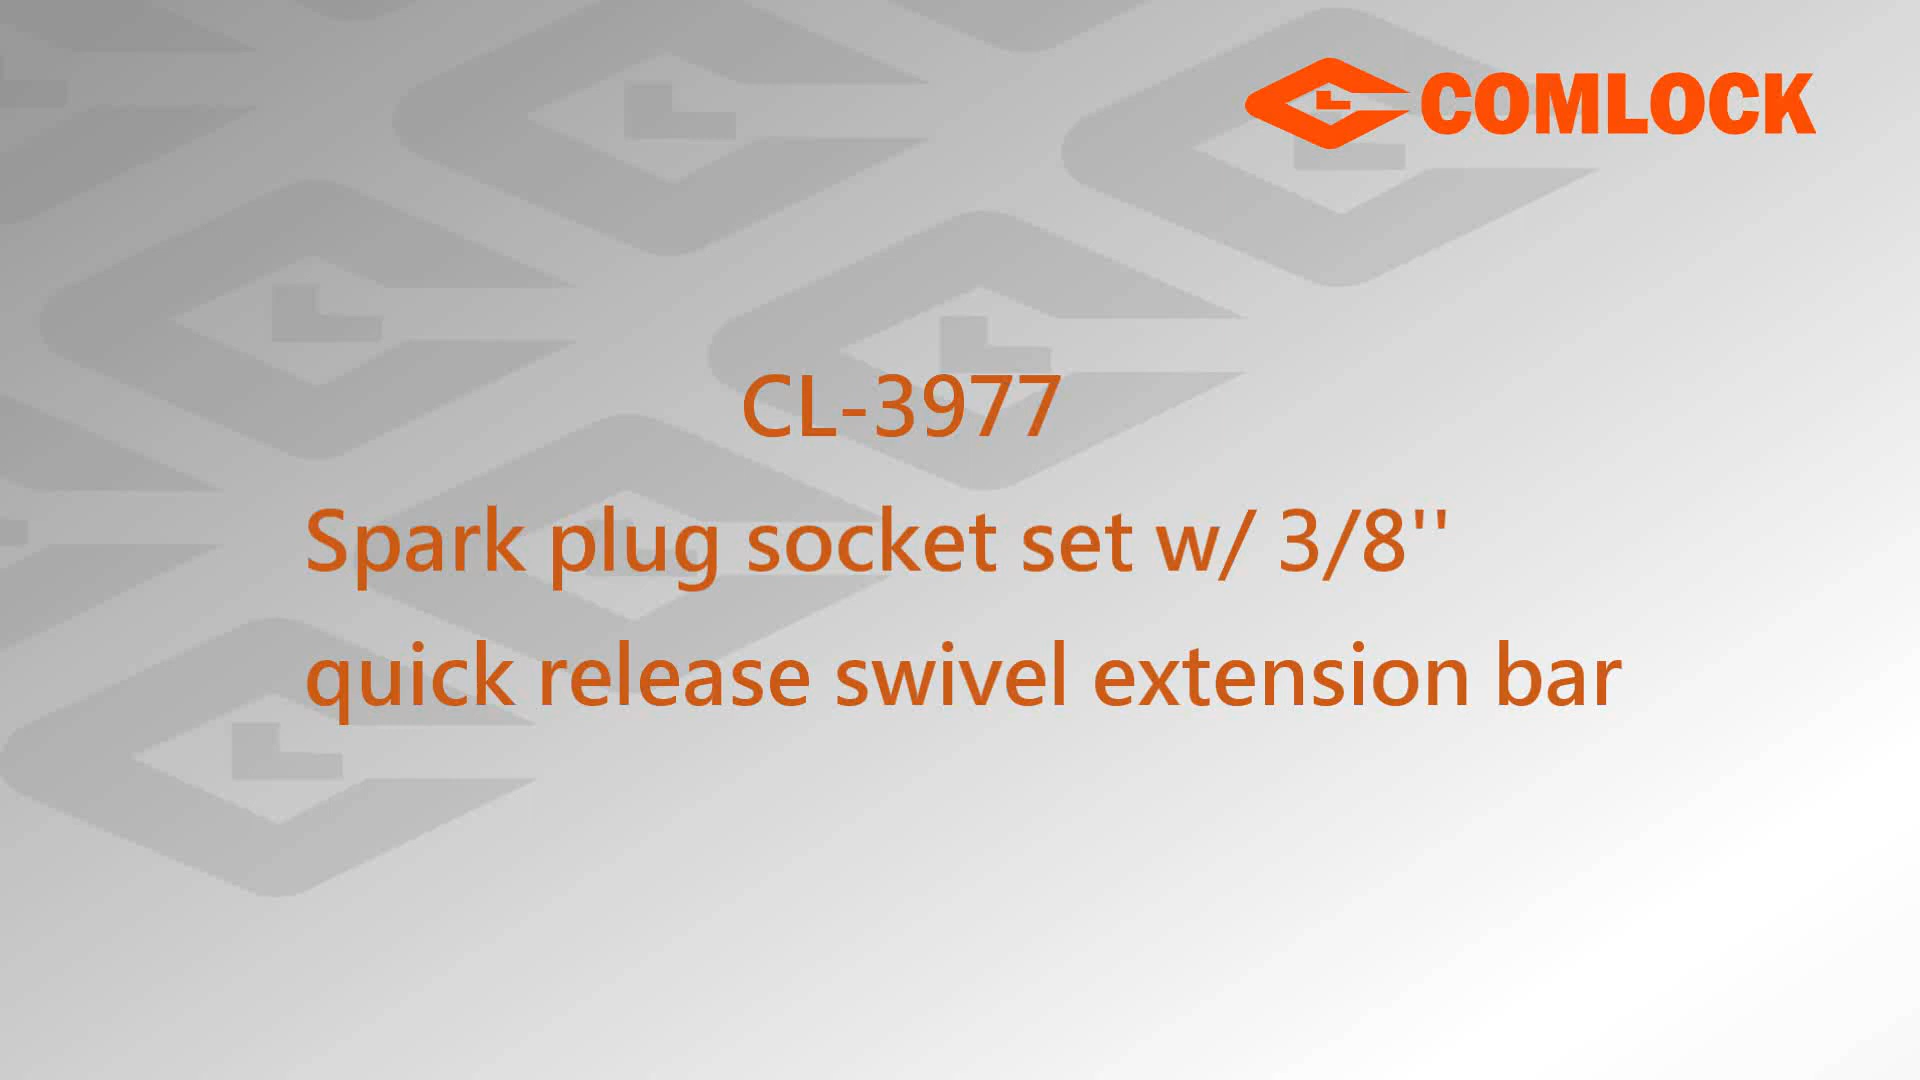 COMLOCK
CL-3977
Spark plug socket set w/ 3/8''
quick release swivel extension bar